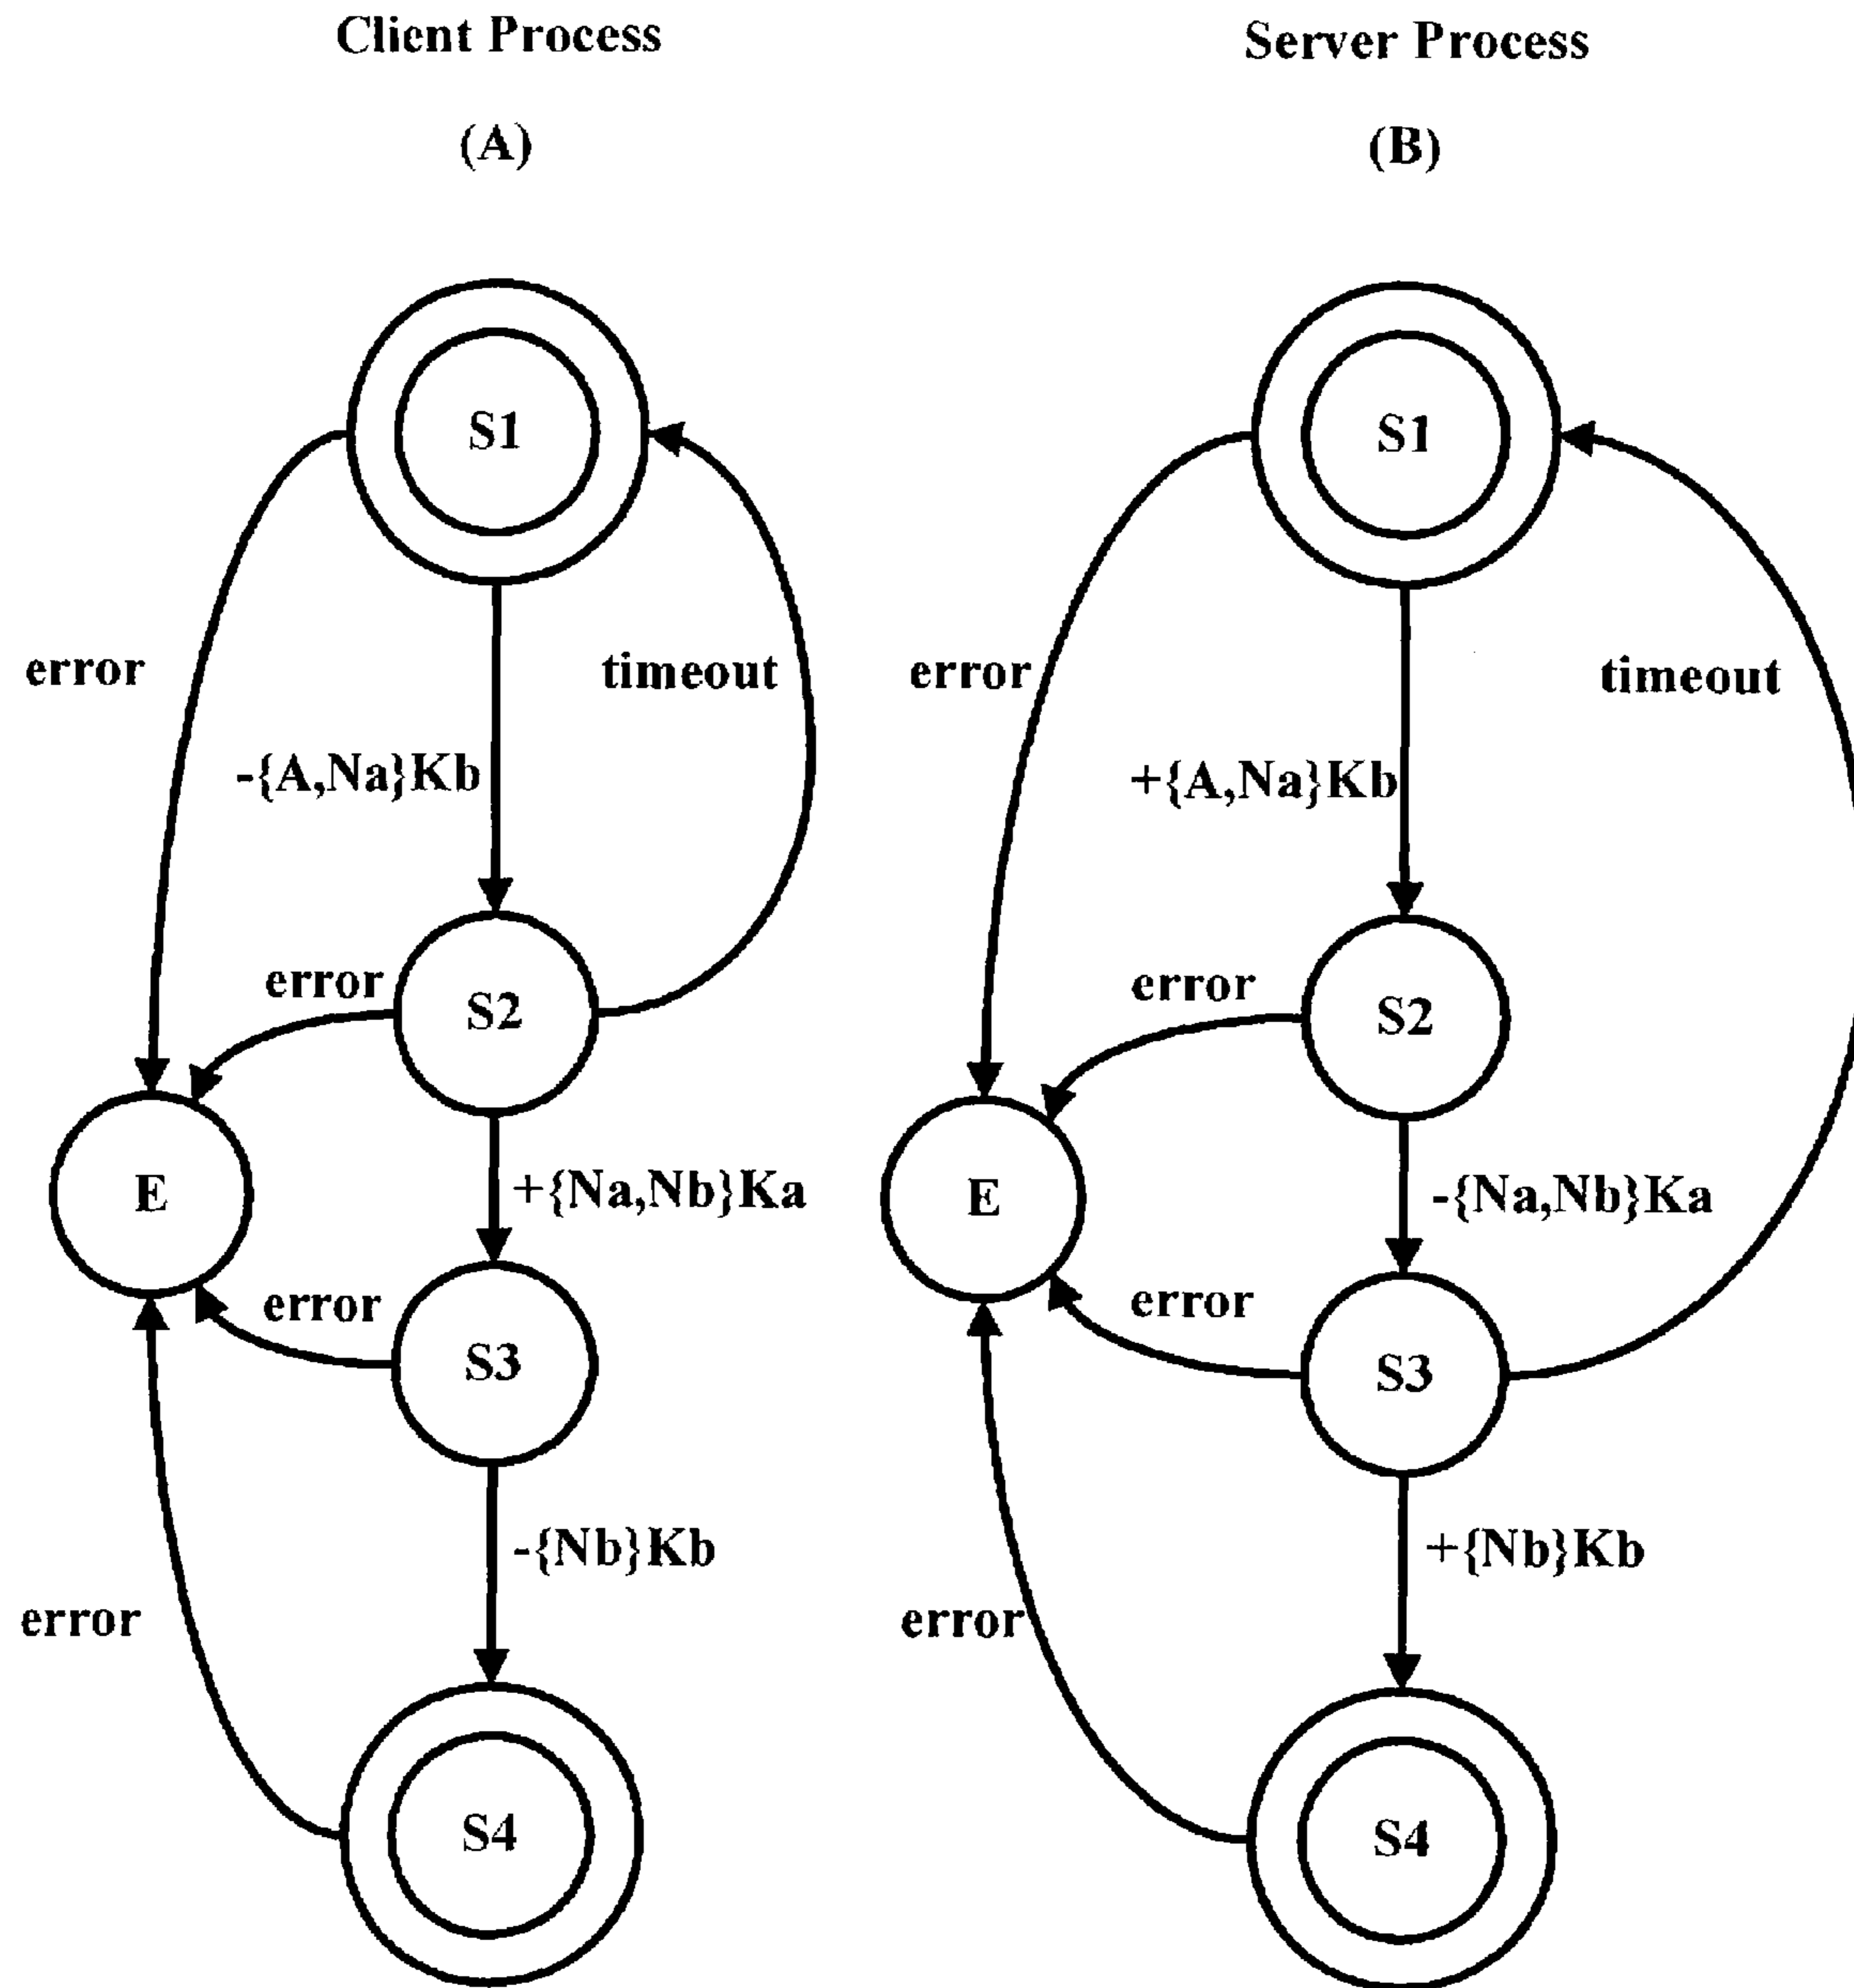 Client Process
(A)
S1
error
timeout
-{A,Na}Kb
error
S2
E
+{Na,Nb}Ka
error
S3
-{Nb}Kb
error
S4
Server Process
(B)
S1
error
timeout
+{A,Na}Kb
error
S2
E
-{Na,Nb}Ka
error
S3
+{Nb}Kb
error
S4